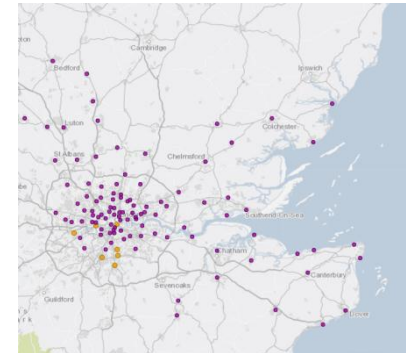 Cambridge
Bedford
Ipswich
Luton
Colchester
St Albans
Chelmsford
Southend-On-Sea
Chatham
Canterbury
Sevenoaks
Guildford
Dover